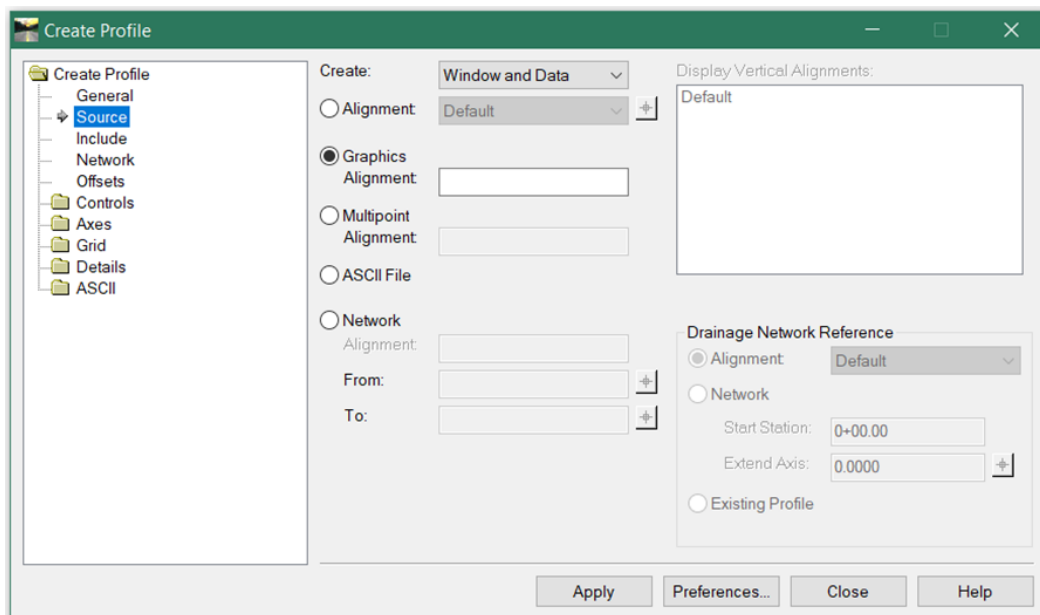 Create Profile
Create Profile
General
Source
Include
Network
Offsets
Controls
Axes
Grid
Details
ASCII
Create:
Window and Data
Alignment:
Default
Graphics
Alignment:
Multipoint
Alignment:
ASCII File
Network
Alignment:
From:
To:
Display Vertical Alignments:
Default
Drainage Network Reference
Alignment:
Default
Network
Start Station:
0+00.00
Extend Axis:
0.0000
Existing Profile
Apply
Preferences...
Close
Help